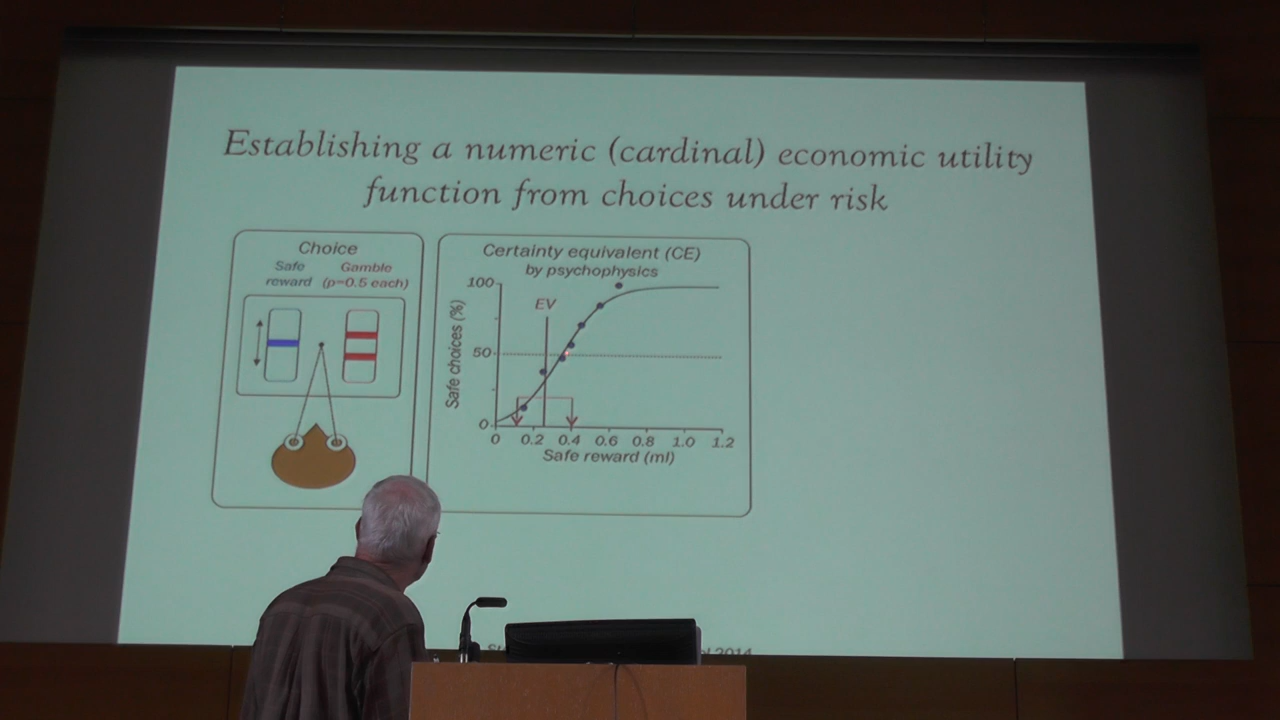 Establishing a numeric (cardinal) economic utility
function from choices under risk
Choice
Safe
reward
Gamble
(p=0.5 each)
Certainty equivalent (CE)
by psychophysics
Safe choices (%)
100
50
0
EV
0 0.2 0.4 0.6 0.8 1.0 1.2
Safe reward (ml)
2014